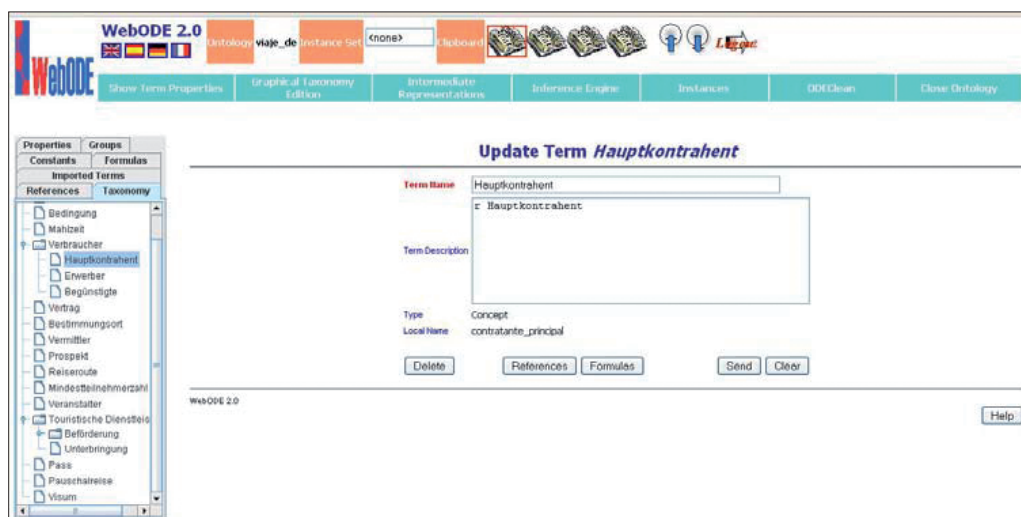 WebODE 2.0
Ontology viaje_de Instance Set <none> Clipboard Logout
WebODE
Show Term Properties Graphical Taxonomy Edition Intermediate Representations Inference Engine Instances ODEClean Close Ontology
Properties Groups
Constants Formulas
Imported Terms
References Taxonomy
Bedingung
Mahlzeit
Verbraucher
Hauptkontrahent
Erwerber
Begünstigte
Vertrag
Bestimmungsort
Vermittler
Prospekt
Reiseroute
Mindestteilnehmerzahl
Veranstalter
Touristische Dienstleis
Beförderung
Unterbringung
Pass
Pauschalreise
Visum
Update Term Hauptkontrahent
Term Name Hauptkontrahent
Term Description r Hauptkontrahent
Type Concept
Local Name contratante_principal
Delete References Formulas Send Clear
WebODE 2.0
Help